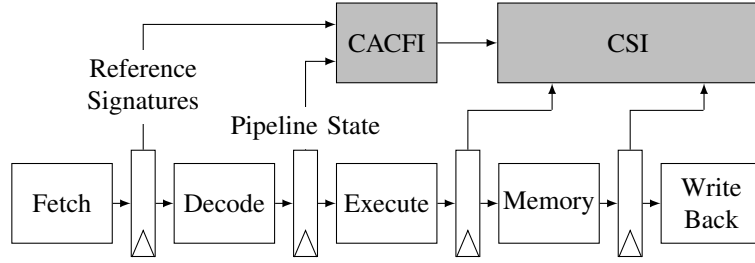 CACFI
CSI
Reference
Signatures
Pipeline State
Fetch
Decode
Execute
Memory
Write
Back